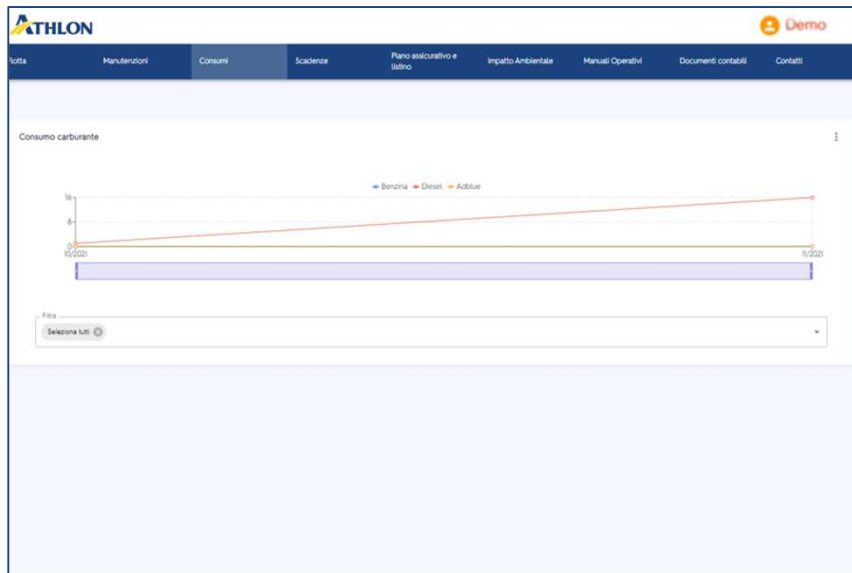 ATHLON
Demo
Manutenzioni
Consumi
Scadenze
Piano assicurativo e
listino
Impatto Ambientale
Manuali Operativi
Documenti contabili
Contatti
Consumo carburante
Benzina Diesel Adblue
16
8
0
10/2021
11/2021
Filtra
Seleziona tutti